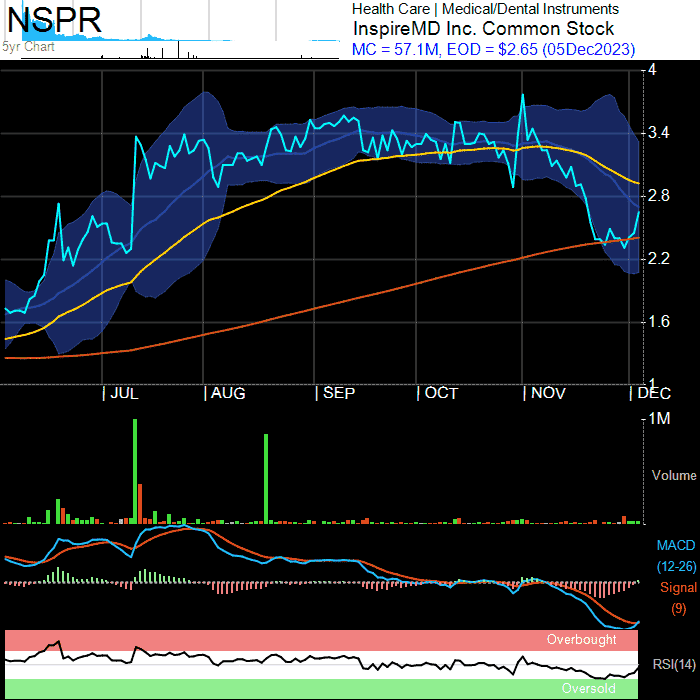 NSPR
5yr Chart
Health Care | Medical/Dental Instruments
InspireMD Inc. Common Stock
MC = 57.1M, EOD = $2.65 (05Dec2023)
4
3.4
2.8
2.2
1.6
1
JUL
AUG
SEP
OCT
NOV
DEC
1M
Volume
MACD
(12-26)
Signal
(9)
Overbought
RSI(14)
Oversold